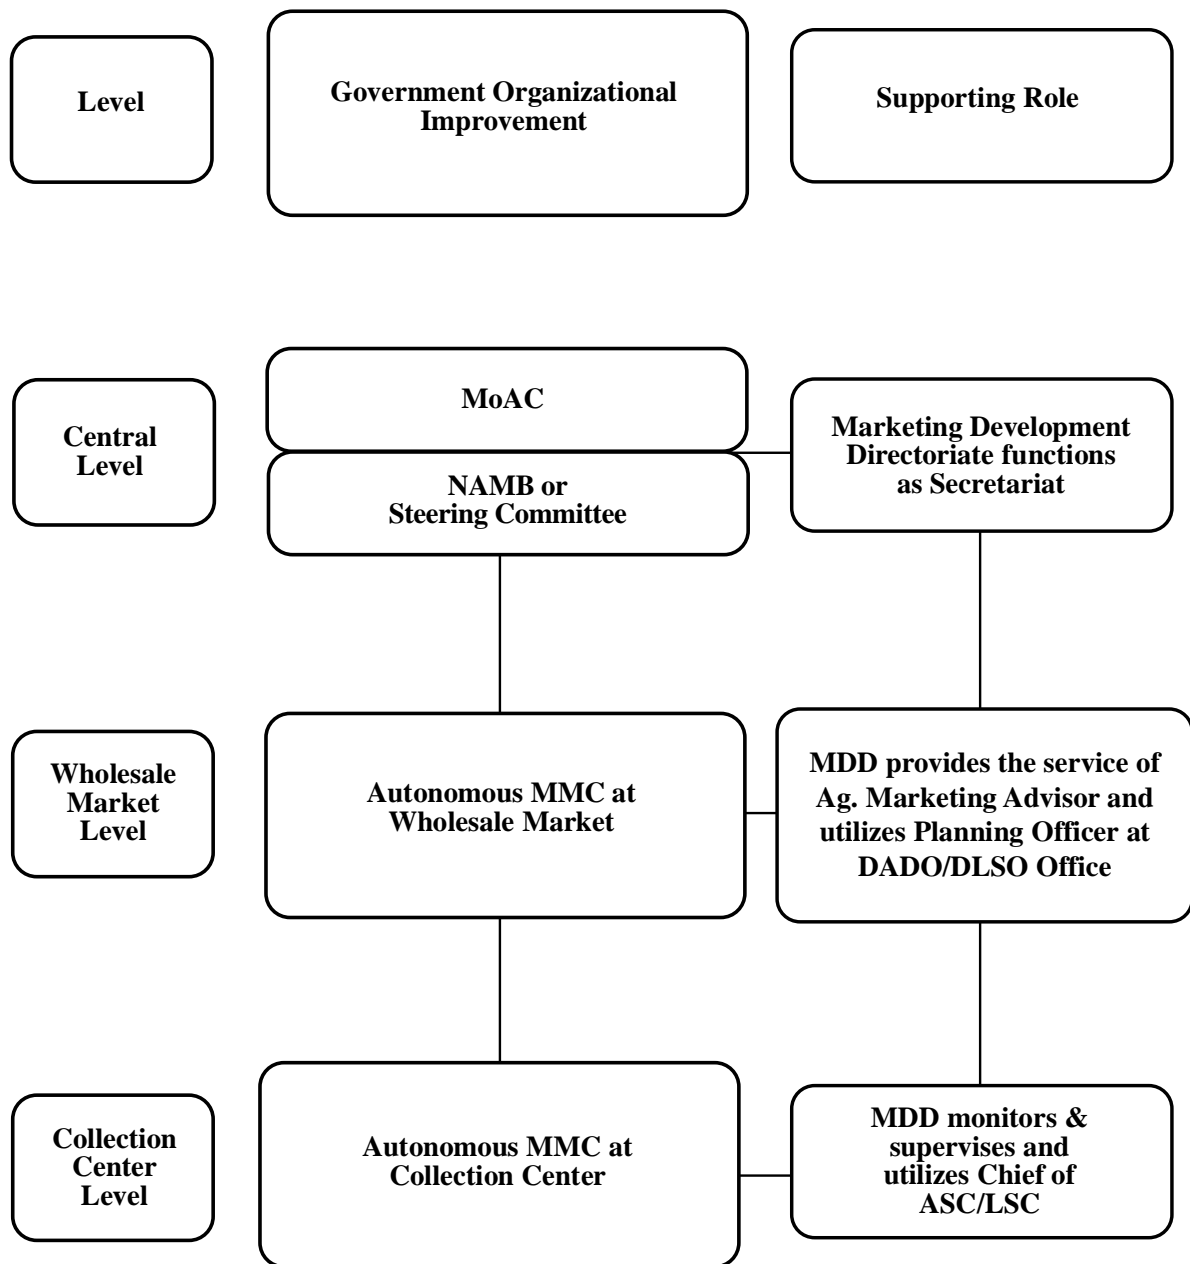 Level
Government Organizational
Improvement
Supporting Role
Central
Level
MoAC
NAMB or
Steering Committee
Marketing Development
Directoriate functions
as Secretariat
Wholesale
Market
Level
Autonomous MMC at
Wholesale Market
MDD provides the service of
Ag. Marketing Advisor and
utilizes Planning Officer at
DADO/DLSO Office
Collection
Center
Level
Autonomous MMC at
Collection Center
MDD monitors &
supervises and
utilizes Chief of
ASC/LSC